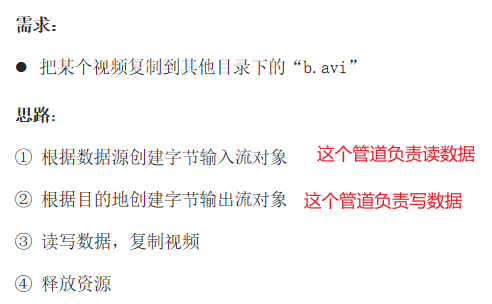 需求：
● 把某个视频复制到其他目录下的“b.avi”
思路：
① 根据数据源创建字节输入流对象 这个管道负责读数据
② 根据目的地创建字节输出流对象 这个管道负责写数据
③ 读写数据，复制视频
④ 释放资源